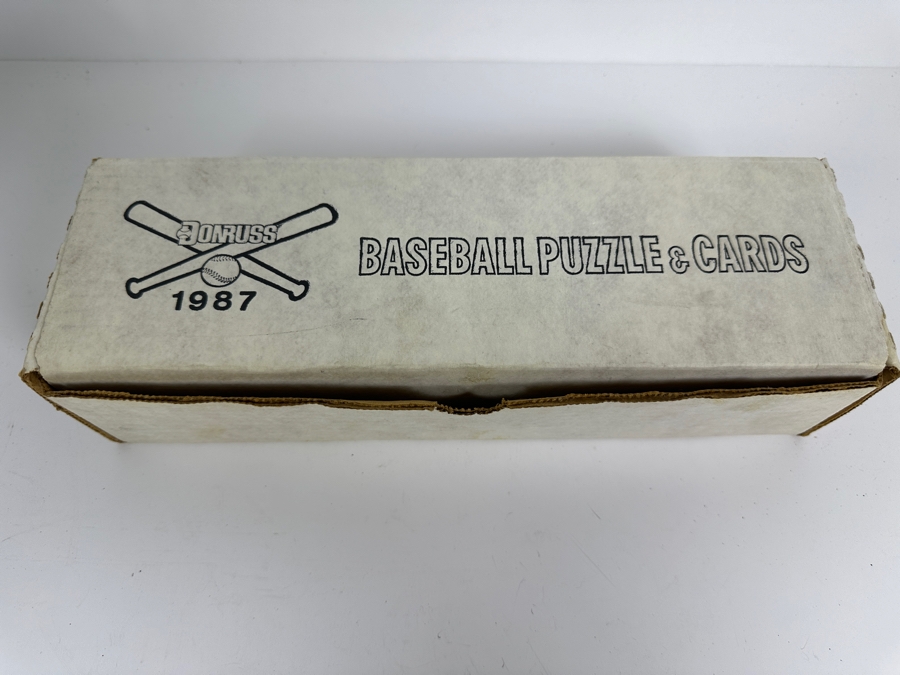 DONRUSS
1987
BASEBALL PUZZLE & CARDS